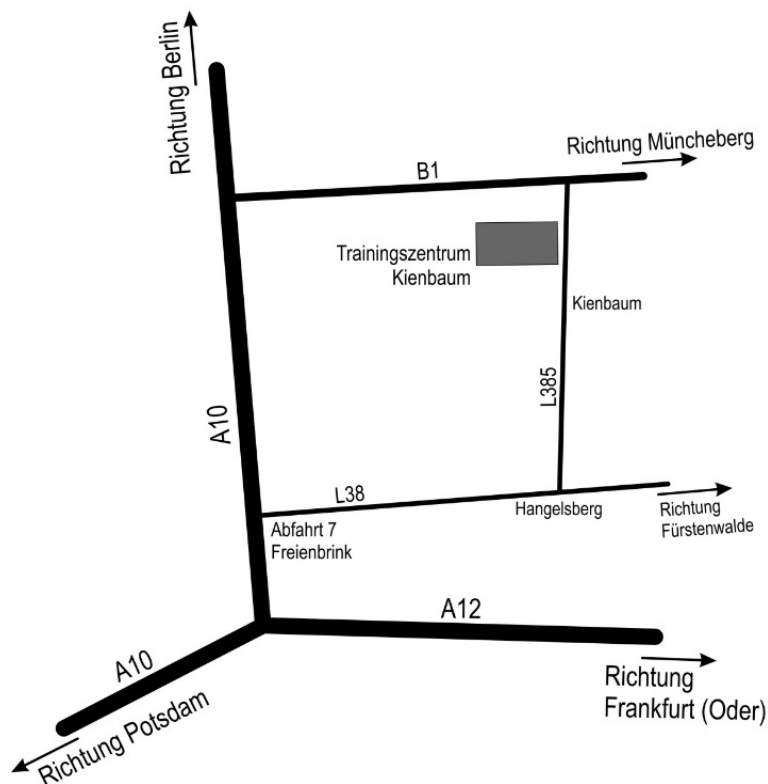 Richtung Berlin
Richtung Müncheberg
B1
Trainingszentrum
Kienbaum
Kienbaum
L385
A10
L38
Hangelsberg
Richtung
Fürstenwalde
Abfahrt 7
Freienbrink
A12
A10
Richtung Potsdam
Richtung
Frankfurt (Oder)